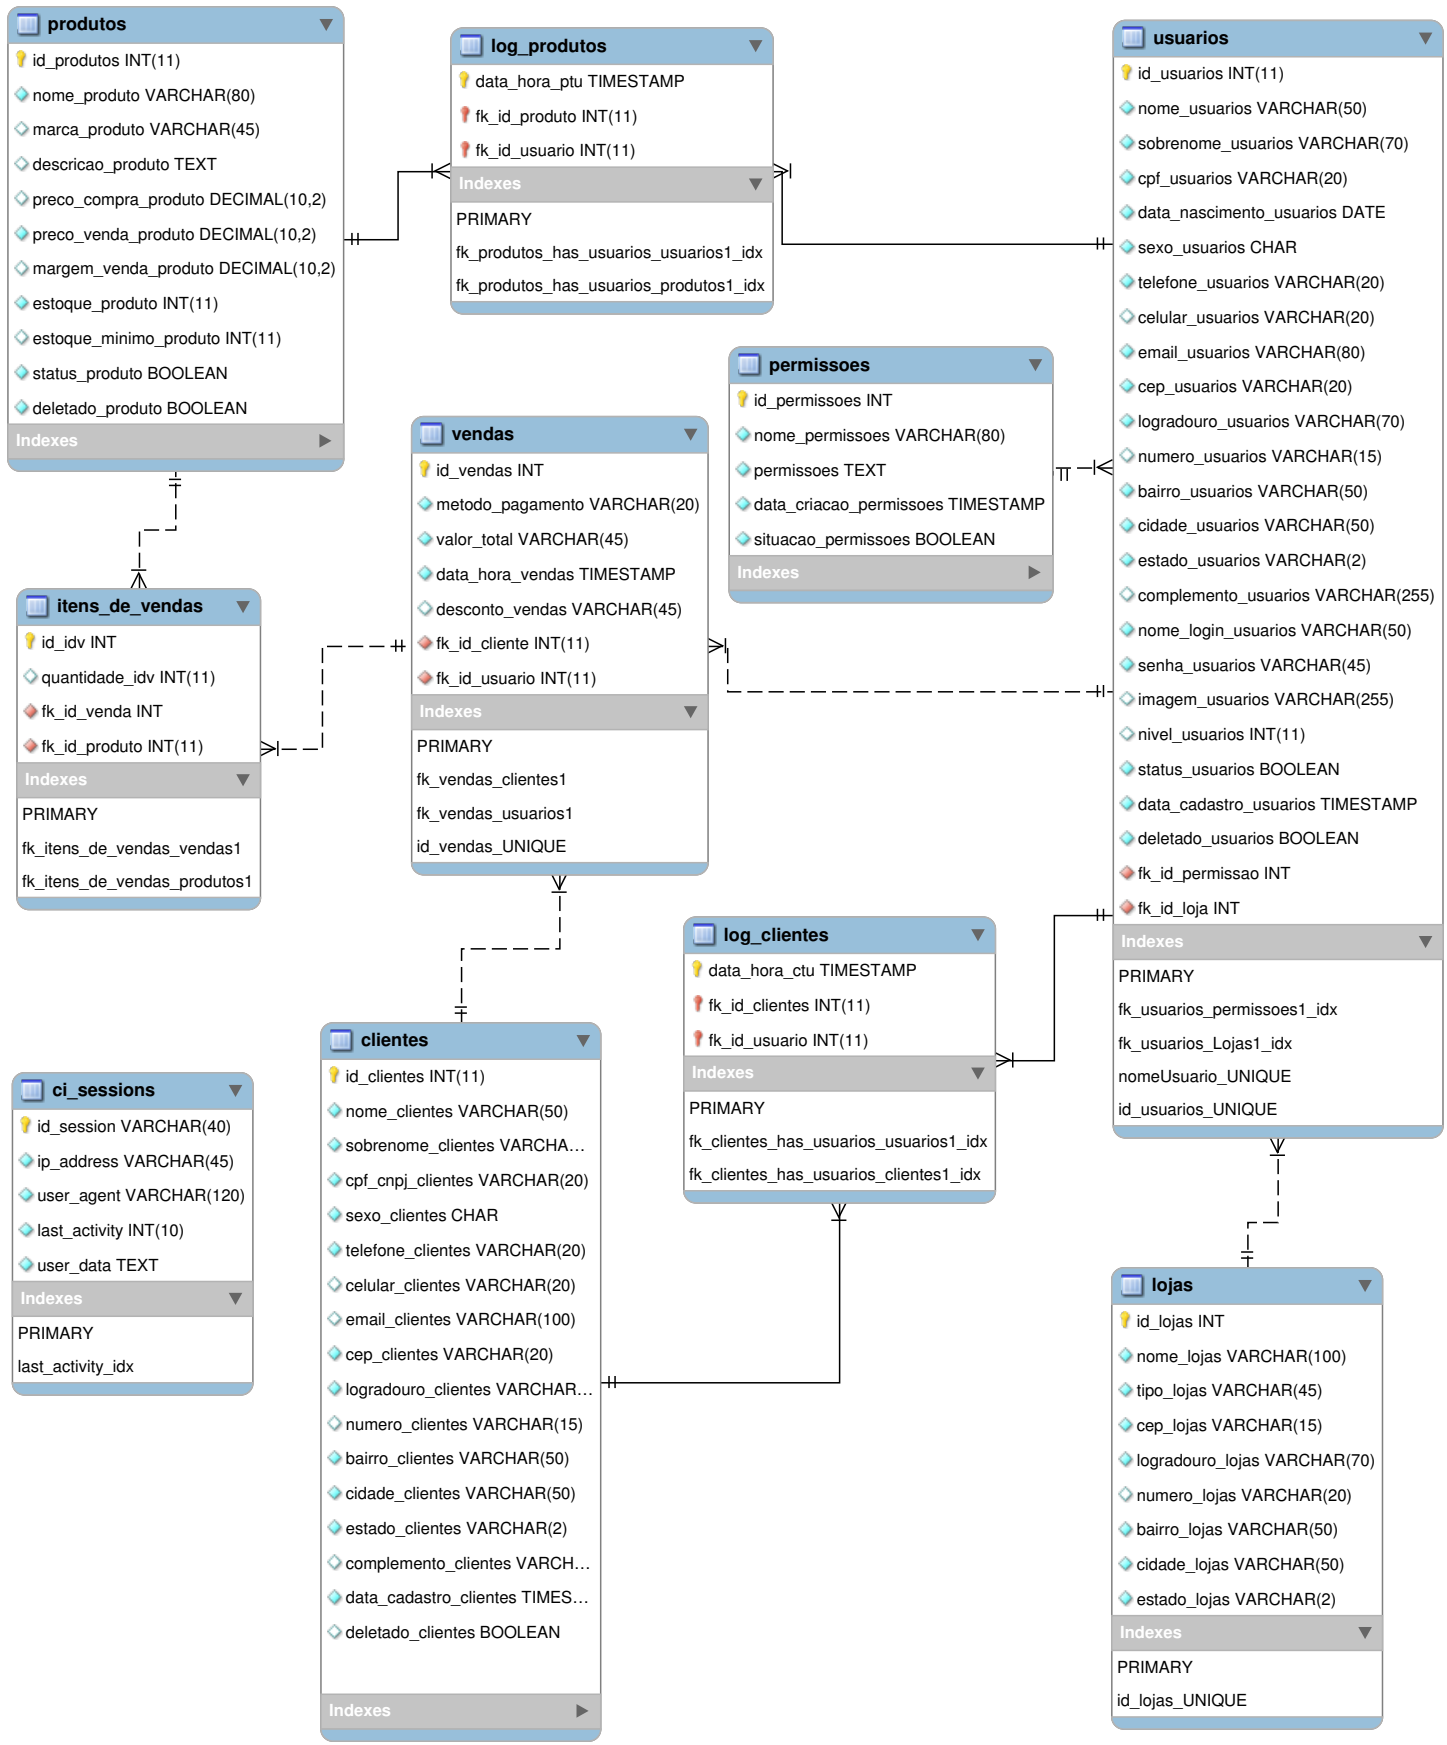 produtos
id_produtos INT(11)
nome_produto VARCHAR(80)
marca_produto VARCHAR(45)
descricao_produto TEXT
preco_compra_produto DECIMAL(10,2)
preco_venda_produto DECIMAL(10,2)
margem_venda_produto DECIMAL(10,2)
estoque_produto INT(11)
estoque_minimo_produto INT(11)
status_produto BOOLEAN
deletado_produto BOOLEAN
Indexes
log_produtos
data_hora_ptu TIMESTAMP
fk_id_produto INT(11)
fk_id_usuario INT(11)
Indexes
PRIMARY
fk_produtos_has_usuarios_usuarios1_idx
fk_produtos_has_usuarios_produtos1_idx
usuarios
id_usuarios INT(11)
nome_usuarios VARCHAR(50)
sobrenome_usuarios VARCHAR(70)
cpf_usuarios VARCHAR(20)
data_nascimento_usuarios DATE
sexo_usuarios CHAR
telefone_usuarios VARCHAR(20)
celular_usuarios VARCHAR(20)
email_usuarios VARCHAR(80)
cep_usuarios VARCHAR(20)
logradouro_usuarios VARCHAR(70)
numero_usuarios VARCHAR(15)
bairro_usuarios VARCHAR(50)
cidade_usuarios VARCHAR(50)
estado_usuarios VARCHAR(2)
complemento_usuarios VARCHAR(255)
nome_login_usuarios VARCHAR(50)
senha_usuarios VARCHAR(45)
imagem_usuarios VARCHAR(255)
nivel_usuarios INT(11)
status_usuarios BOOLEAN
data_cadastro_usuarios TIMESTAMP
deletado_usuarios BOOLEAN
fk_id_permissao INT
fk_id_loja INT
Indexes
PRIMARY
fk_usuarios_permissoes1_idx
fk_usuarios_Lojas1_idx
nomeUsuario_UNIQUE
id_usuarios_UNIQUE
permissoes
id_permissoes INT
nome_permissoes VARCHAR(80)
permissoes TEXT
data_criacao_permissoes TIMESTAMP
situacao_permissoes BOOLEAN
Indexes
vendas
id_vendas INT
metodo_pagamento VARCHAR(20)
valor_total VARCHAR(45)
data_hora_vendas TIMESTAMP
desconto_vendas VARCHAR(45)
fk_id_cliente INT(11)
fk_id_usuario INT(11)
Indexes
PRIMARY
fk_vendas_clientes1
fk_vendas_usuarios1
id_vendas_UNIQUE
itens_de_vendas
id_idv INT
quantidade_idv INT(11)
fk_id_venda INT
fk_id_produto INT(11)
Indexes
PRIMARY
fk_itens_de_vendas_vendas1
fk_itens_de_vendas_produtos1
log_clientes
data_hora_ctu TIMESTAMP
fk_id_clientes INT(11)
fk_id_usuario INT(11)
Indexes
PRIMARY
fk_clientes_has_usuarios_usuarios1_idx
fk_clientes_has_usuarios_clientes1_idx
clientes
id_clientes INT(11)
nome_clientes VARCHAR(50)
sobrenome_clientes VARCHA...
cpf_cnpj_clientes VARCHAR(20)
sexo_clientes CHAR
telefone_clientes VARCHAR(20)
celular_clientes VARCHAR(20)
email_clientes VARCHAR(100)
cep_clientes VARCHAR(20)
logradouro_clientes VARCHAR...
numero_clientes VARCHAR(15)
bairro_clientes VARCHAR(50)
cidade_clientes VARCHAR(50)
estado_clientes VARCHAR(2)
complemento_clientes VARCH...
data_cadastro_clientes TIMES...
deletado_clientes BOOLEAN
Indexes
ci_sessions
id_session VARCHAR(40)
ip_address VARCHAR(45)
user_agent VARCHAR(120)
last_activity INT(10)
user_data TEXT
Indexes
PRIMARY
last_activity_idx
lojas
id_lojas INT
nome_lojas VARCHAR(100)
tipo_lojas VARCHAR(45)
cep_lojas VARCHAR(15)
logradouro_lojas VARCHAR(70)
numero_lojas VARCHAR(20)
bairro_lojas VARCHAR(50)
cidade_lojas VARCHAR(50)
estado_lojas VARCHAR(2)
Indexes
PRIMARY
id_lojas_UNIQUE